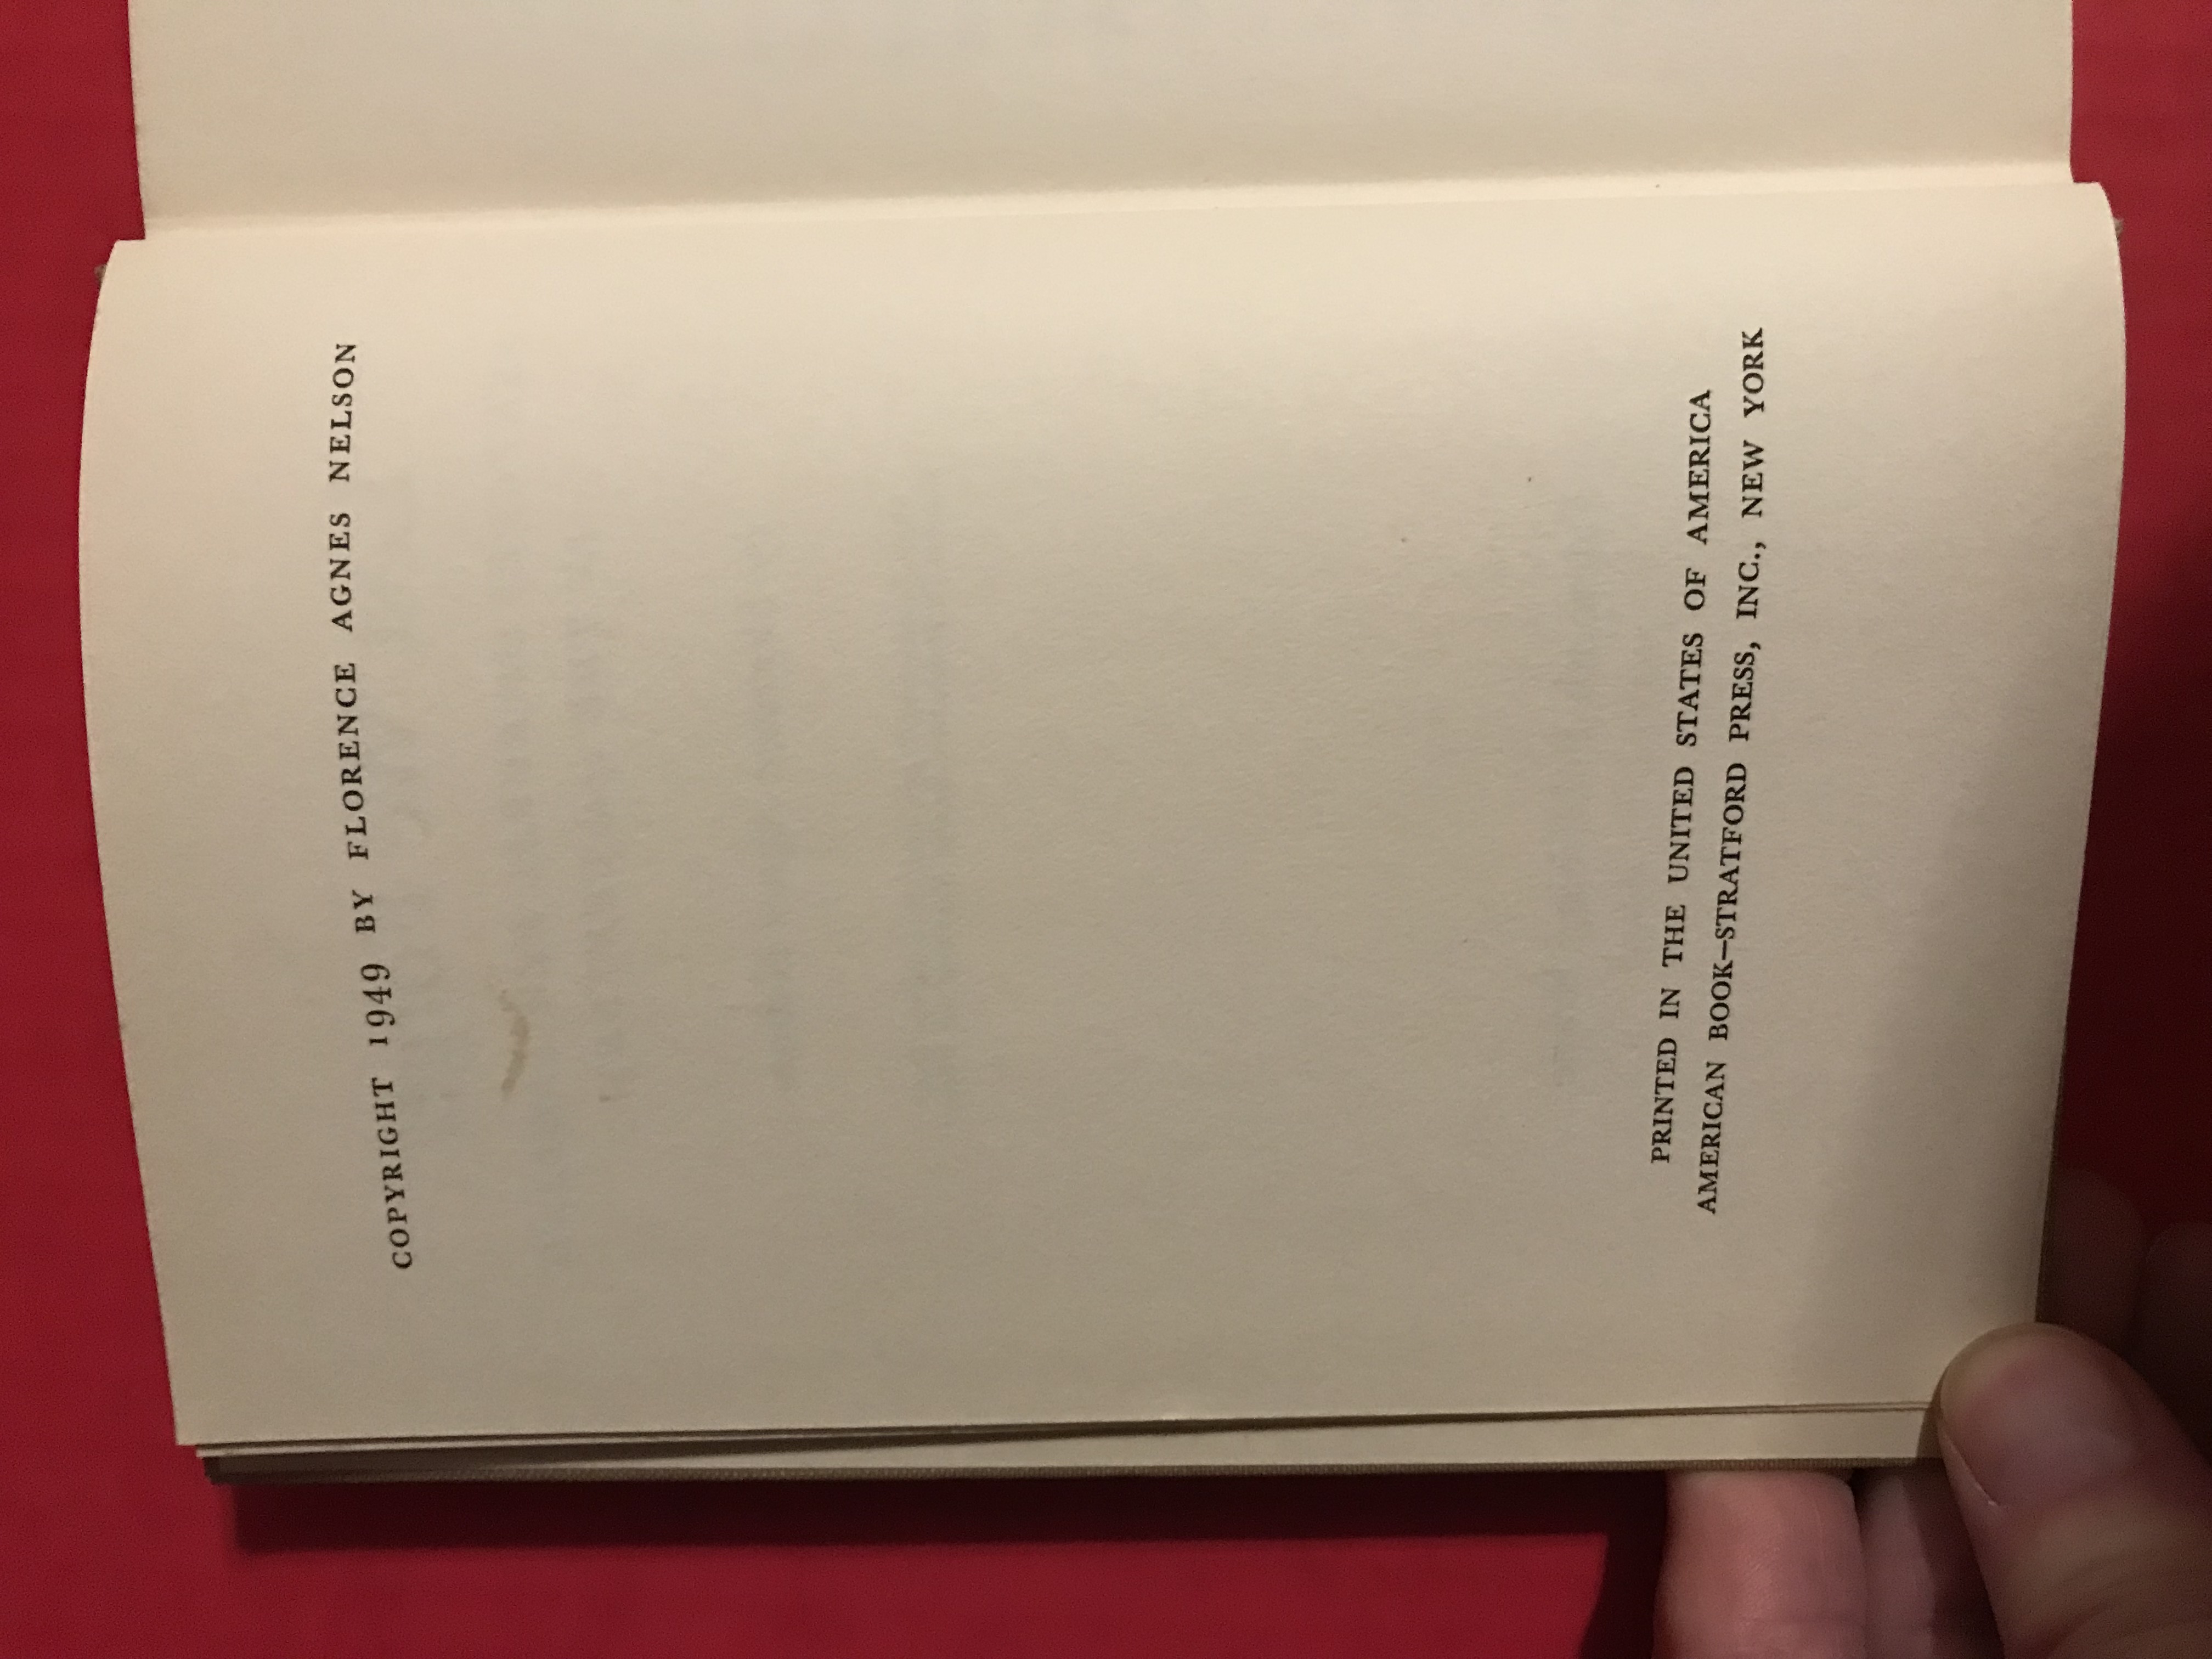 COPYRIGHT 1949 BY FLORENCE AGNES NELSON
PRINTED IN THE UNITED STATES OF AMERICA
AMERICAN BOOK–STRATFORD PRESS, INC., NEW YORK